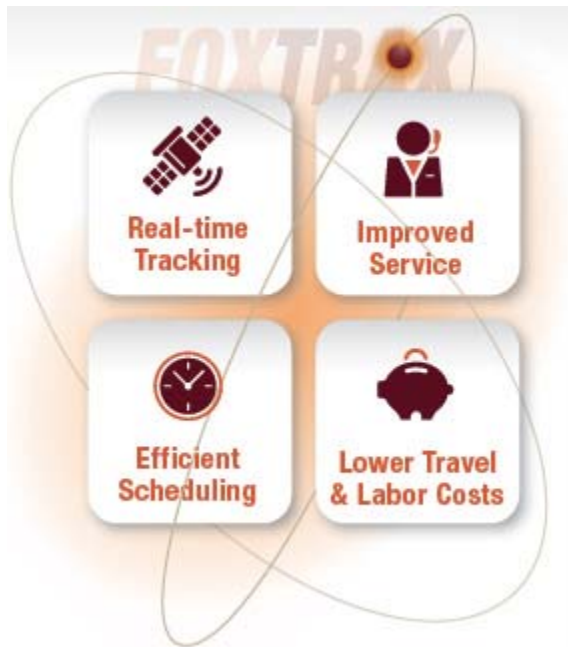 FOXTRAX
Real-time
Tracking
Improved
Service
Efficient
Scheduling
Lower Travel
& Labor Costs